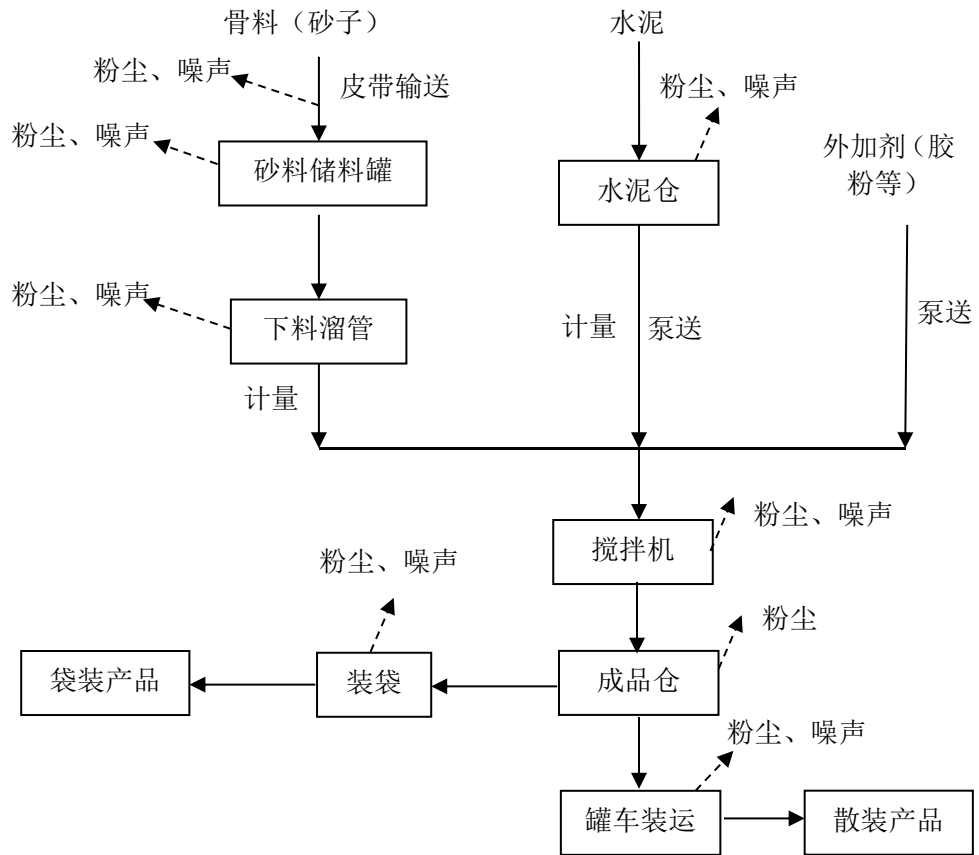 骨料（砂子）
水泥
粉尘、噪声
皮带输送
粉尘、噪声
粉尘、噪声
砂料储料罐
水泥仓
外加剂（胶
粉等）
粉尘、噪声
下料溜管
计量
泵送
泵送
计量
搅拌机
粉尘、噪声
粉尘、噪声
粉尘
袋装产品
装袋
成品仓
粉尘、噪声
罐车装运
散装产品